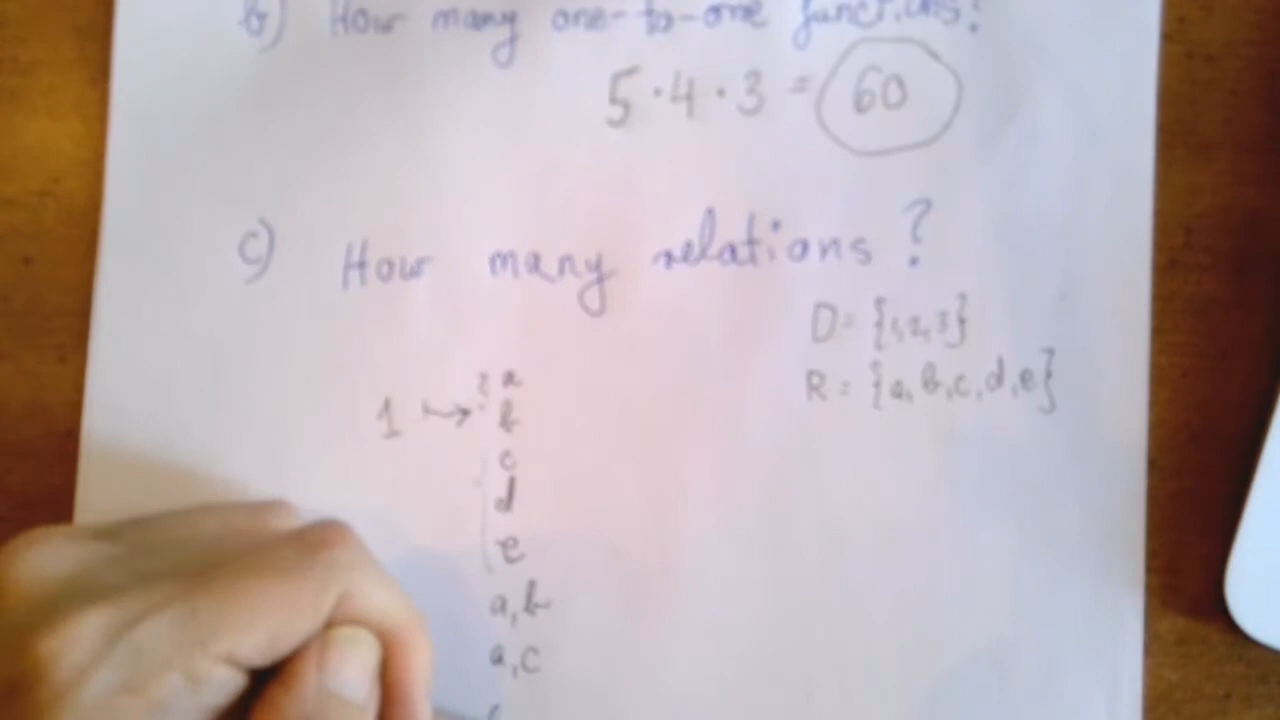 b) How many one-to-one functions?
5 · 4 · 3 = 60
c) How many relations?
D = {1,2,3}
R = {a, b, c, d, e}
1 → a
b
c
d
e
a, b
a, c